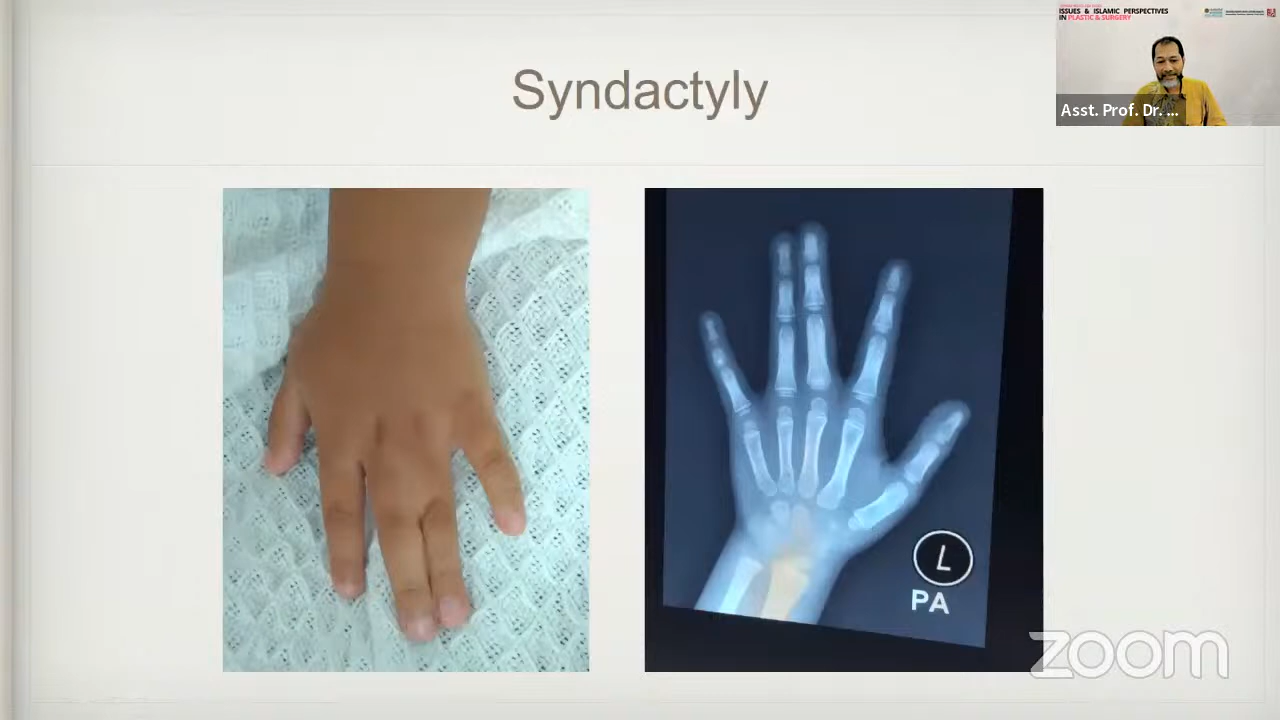 ISSUES & ISLAMIC PERSPECTIVES
IN PLASTIC & SURGERY
Asst. Prof. Dr. ...
Syndactyly
L
PA
zoom